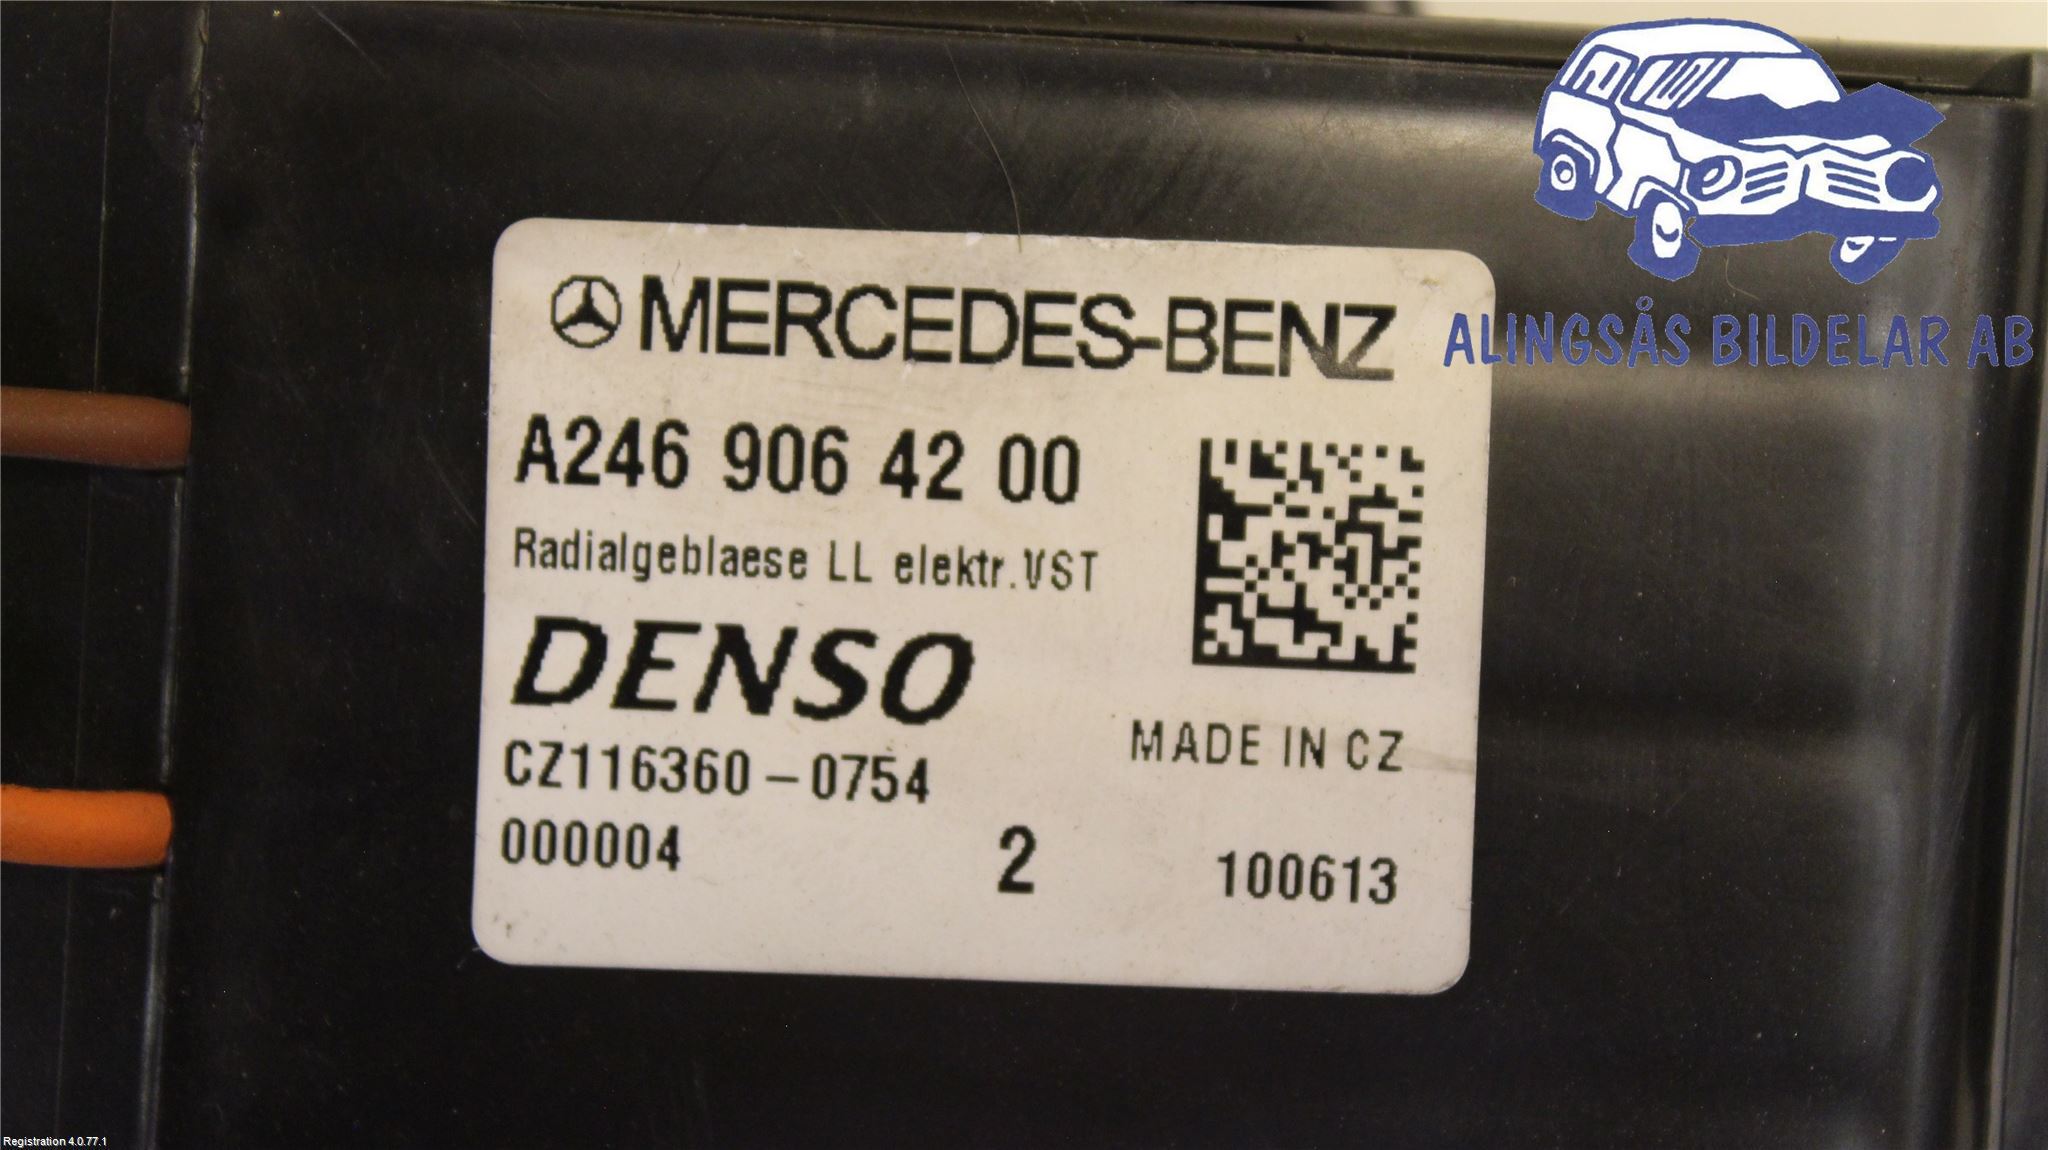 MERCEDES-BENZ
A246 906 42 00
Radialgeblaese LL elektr.VST
DENSO
MADE IN CZ
CZ116360-0754
000004 2 100613
ALINGSÅS BILDELAR AB
Registration 4.0.77.1